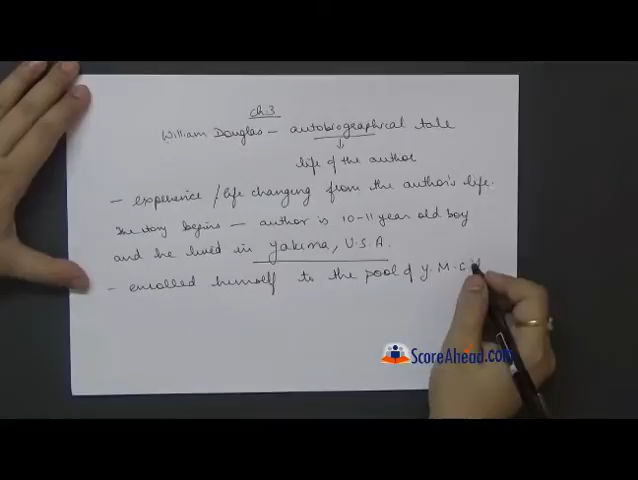 ch.3
William Douglas - autobiographical tale
↓
life of the author
- experience / life changing from the author's life.
The story begins - author is 10-11 year old boy
and he lived in Yakima, U.S.A.
- enrolled himself to the pool of Y.M.C
ScoreAhead.com